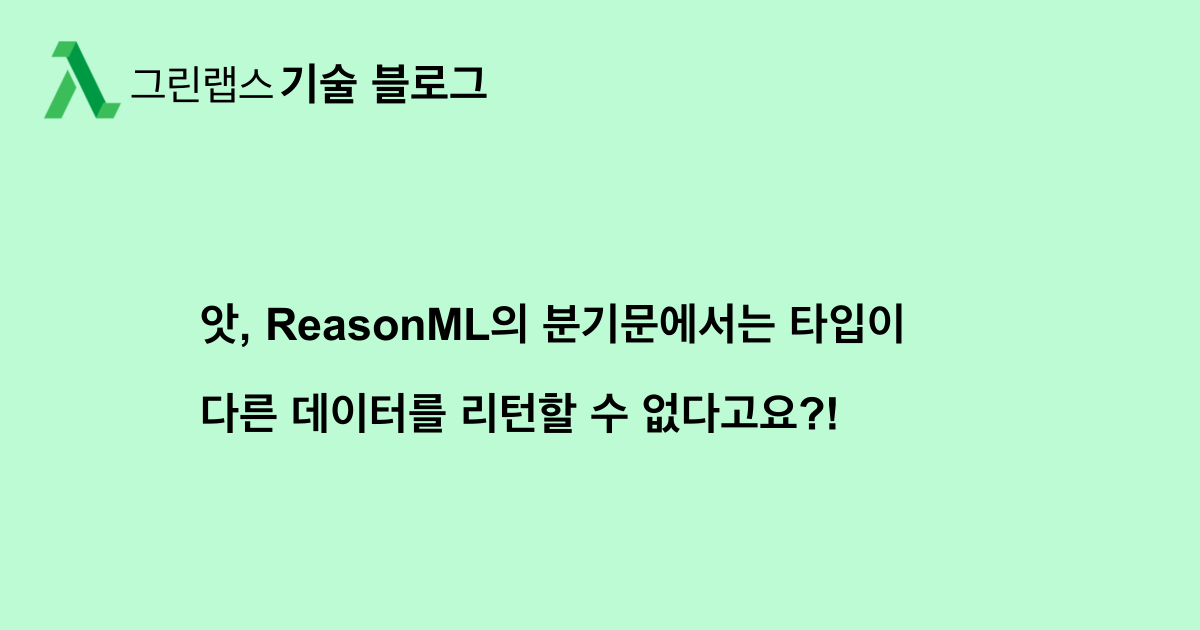 그린랩스 기술 블로그
앗, ReasonML의 분기문에서는 타입이
다른 데이터를 리턴할 수 없다고요?!